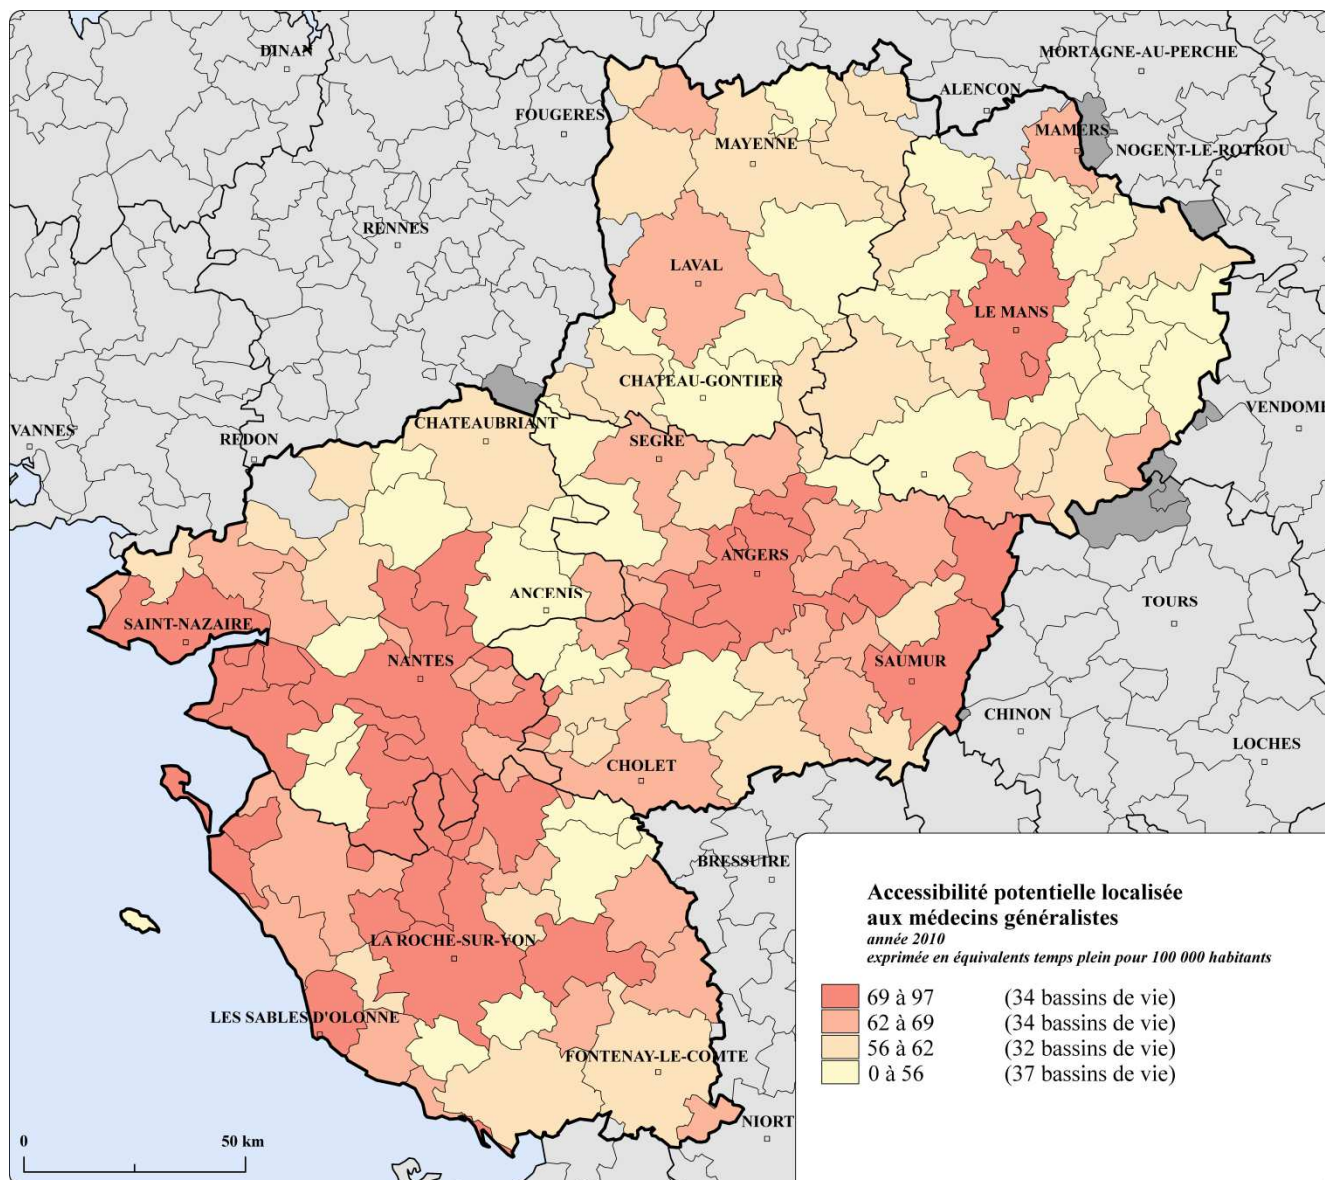 DINAN
MORTAGNE-AU-PERCHE
ALENCON
FOUGERES
MAMERS
MAYENNE
NOGENT-LE-ROTROU
RENNES
LAVAL
LE MANS
CHATEAU-GONTIER
VENDOME
CHATEAUBRIANT
VANNES
REDON
SEGRE
ANGERS
ANCENIS
TOURS
SAINT-NAZAIRE
NANTES
SAUMUR
CHINON
LOCHES
CHOLET
BRESSUIRE
LA ROCHE-SUR-YON
LES SABLES D'OLONNE
FONTENAY-LE-COMTE
NIORT
0 50 km
Accessibilité potentielle localisée
aux médecins généralistes
année 2010
exprimée en équivalents temps plein pour 100 000 habitants
69 à 97 (34 bassins de vie)
62 à 69 (34 bassins de vie)
56 à 62 (32 bassins de vie)
0 à 56 (37 bassins de vie)